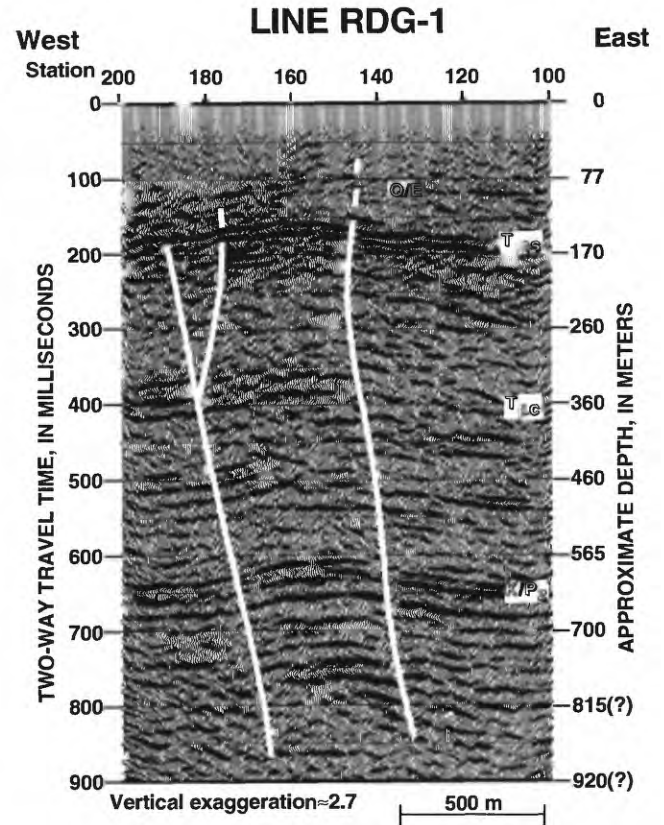 LINE RDG-1
West
East
Station
200 180 160 140 120 100
0
100
200
300
400
500
600
700
800
900
TWO-WAY TRAVEL TIME, IN MILLISECONDS
0
77
170
260
360
460
565
700
815(?)
920(?)
APPROXIMATE DEPTH, IN METERS
Q/E
Vertical exaggeration≈2.7
500 m